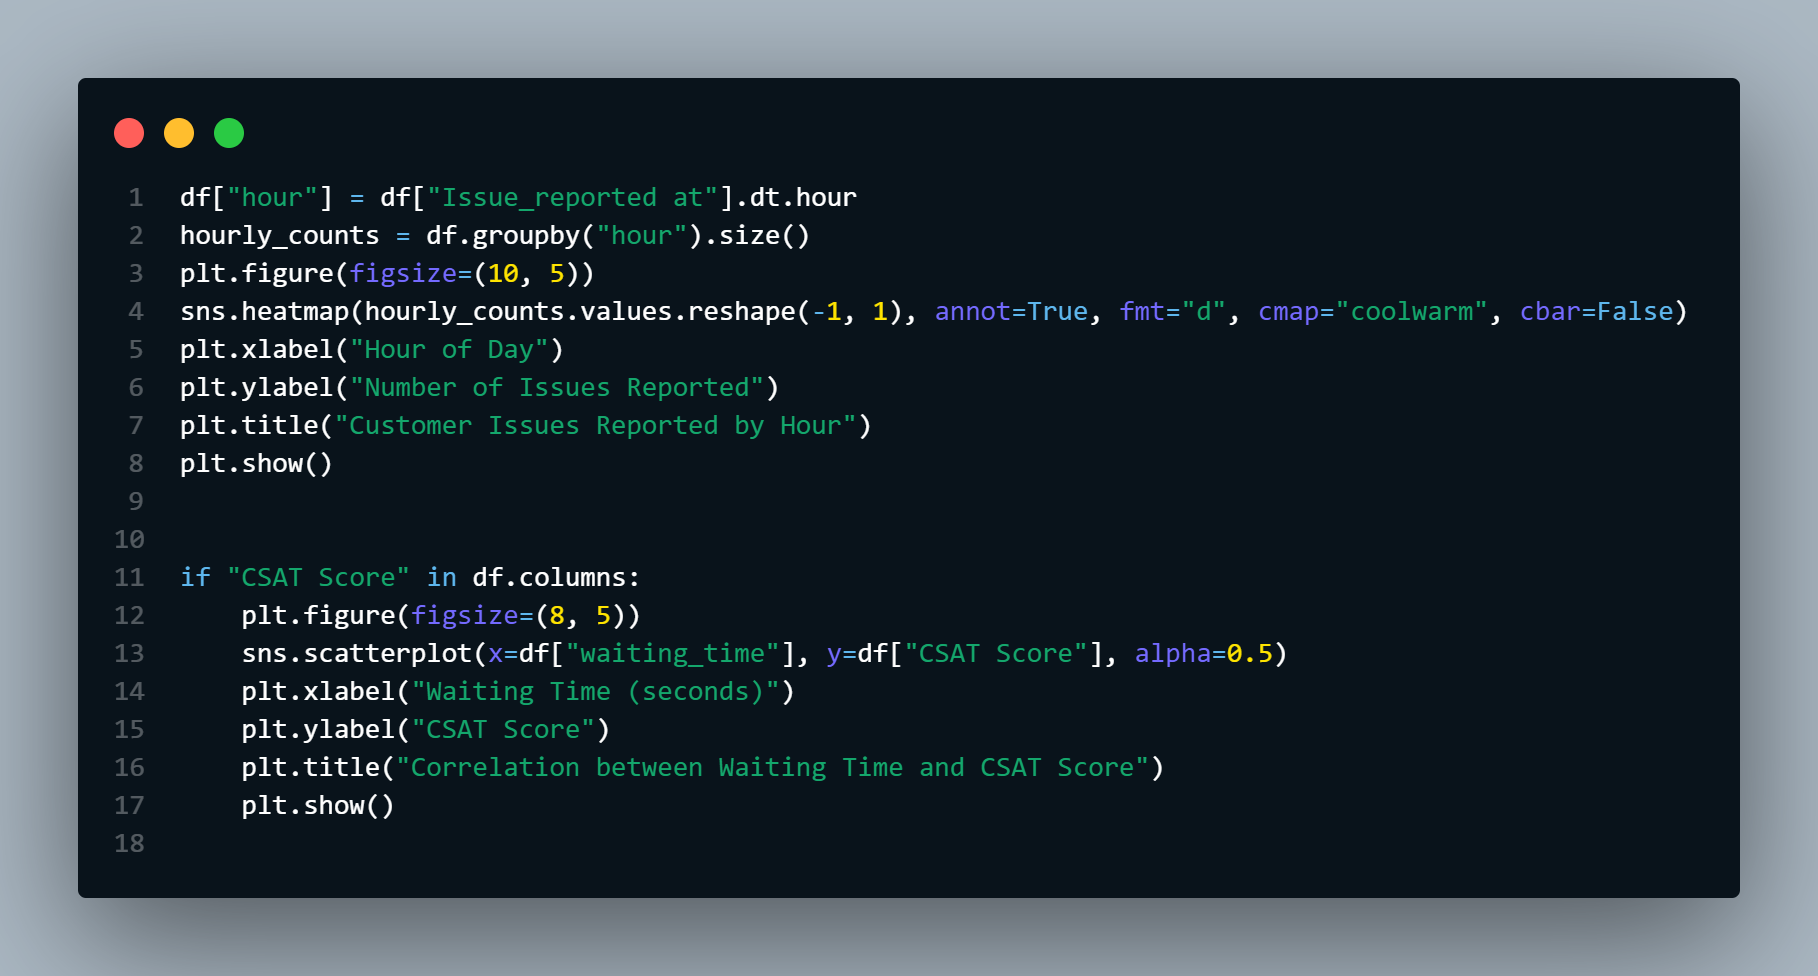 1 df["hour"] = df["Issue_reported at"].dt.hour
2 hourly_counts = df.groupby("hour").size()
3 plt.figure(figsize=(10, 5))
4 sns.heatmap(hourly_counts.values.reshape(-1, 1), annot=True, fmt="d", cmap="coolwarm", cbar=False)
5 plt.xlabel("Hour of Day")
6 plt.ylabel("Number of Issues Reported")
7 plt.title("Customer Issues Reported by Hour")
8 plt.show()
9
10
11 if "CSAT Score" in df.columns:
12     plt.figure(figsize=(8, 5))
13     sns.scatterplot(x=df["waiting_time"], y=df["CSAT Score"], alpha=0.5)
14     plt.xlabel("Waiting Time (seconds)")
15     plt.ylabel("CSAT Score")
16     plt.title("Correlation between Waiting Time and CSAT Score")
17     plt.show()
18